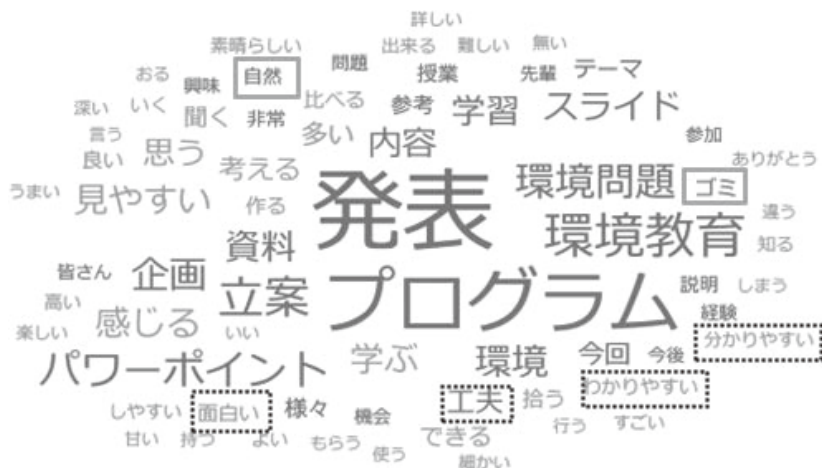 詳しい
素晴らしい 出来る 難しい 無い
おる 興味 自然 問題 授業 先輩 テーマ
深い いく 聞く 非常 比べる 参考 学習 スライド
言う 多い 内容 参加
良い 思う 考える ありがとう
うまい 見やすい 作る 発表 環境問題 ゴミ
違う
資料 環境教育 知る
皆さん 企画 立案 プログラム 説明 しまう
高い 感じる 経験
楽しい いい 分かりやすい
パワーポイント 学ぶ 環境 今回 今後
しやすい 面白い 様々 機会 工夫 拾う わかりやすい
甘い 持つ よい もらう できる 行う すごい
使う 細かい